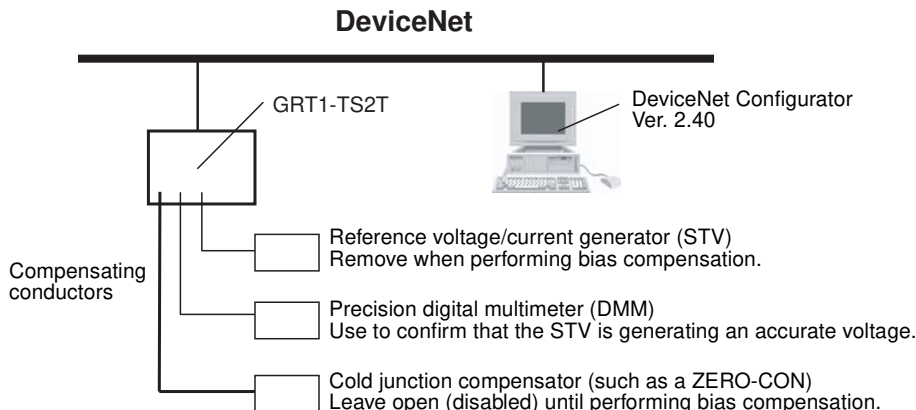 DeviceNet
GRT1-TS2T
DeviceNet Configurator
Ver. 2.40
Compensating
conductors
Reference voltage/current generator (STV)
Remove when performing bias compensation.
Precision digital multimeter (DMM)
Use to confirm that the STV is generating an accurate voltage.
Cold junction compensator (such as a ZERO-CON)
Leave open (disabled) until performing bias compensation.